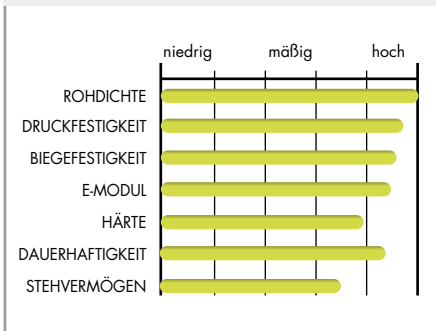 niedrig mäßig hoch
ROHDICHTE
DRUCKFESTIGKEIT
BIEGEFESTIGKEIT
E-MODUL
HÄRTE
DAUERHAFTIGKEIT
STEHVERMÖGEN